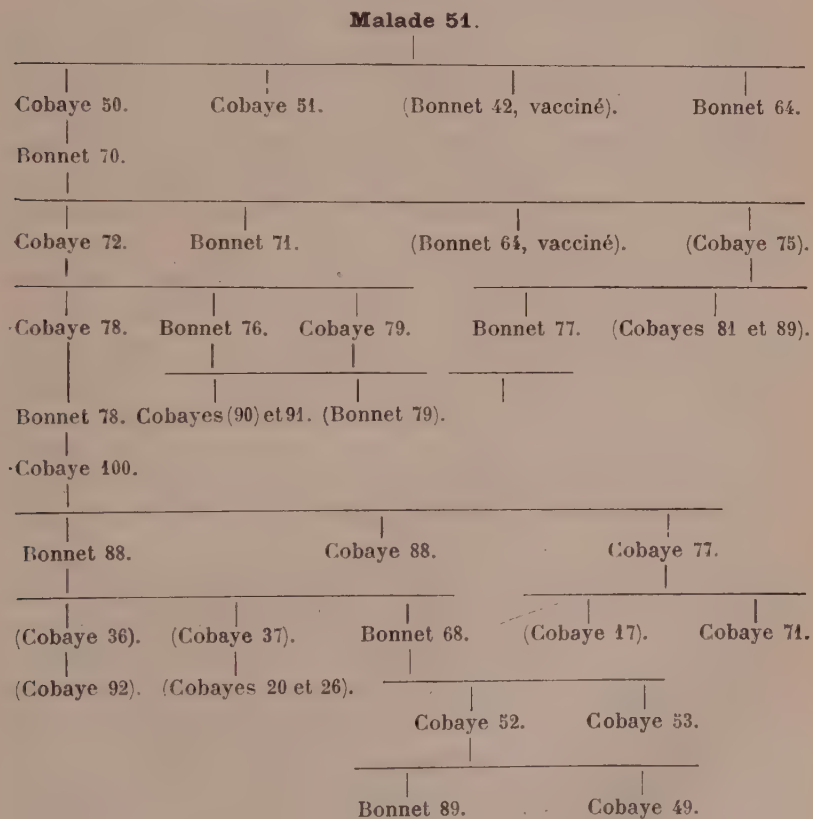 Malade 51.
Cobaye 50. Cobaye 51. (Bonnet 42, vacciné). Bonnet 64.
Bonnet 70.
Cobaye 72. Bonnet 71. (Bonnet 64, vacciné). (Cobaye 75).
Cobaye 78. Bonnet 76. Cobaye 79. Bonnet 77. (Cobayes 81 et 89).
Bonnet 78. Cobayes (90) et 91. (Bonnet 79).
Cobaye 100.
Bonnet 88. Cobaye 88. Cobaye 77.
(Cobaye 36). (Cobaye 37). Bonnet 68. (Cobaye 17). Cobaye 71.
(Cobaye 92). (Cobayes 20 et 26).
Cobaye 52. Cobaye 53.
Bonnet 89. Cobaye 49.